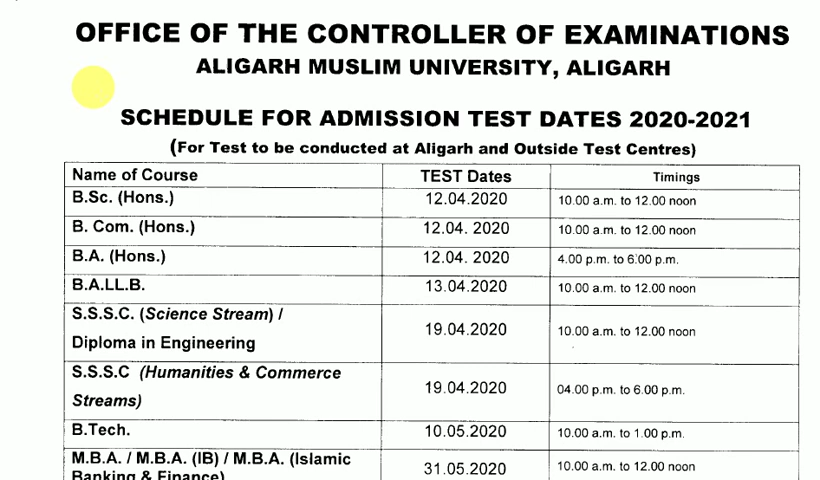 OFFICE OF THE CONTROLLER OF EXAMINATIONS
ALIGARH MUSLIM UNIVERSITY, ALIGARH
SCHEDULE FOR ADMISSION TEST DATES 2020-2021
(For Test to be conducted at Aligarh and Outside Test Centres)
Name of Course TEST Dates Timings
B.Sc. (Hons.) 12.04.2020 10.00 a.m. to 12.00 noon
B. Com. (Hons.) 12.04. 2020 10.00 a.m. to 12.00 noon
B.A. (Hons.) 12.04. 2020 4.00 p.m. to 6:00 p.m.
B.A.LL.B. 13.04.2020 10.00 a.m. to 12.00 noon
S.S.S.C. (Science Stream) /
Diploma in Engineering 19.04.2020 10.00 a.m. to 12.00 noon
S.S.S.C (Humanities & Commerce
Streams) 19.04.2020 04.00 p.m. to 6.00 p.m.
B.Tech. 10.05.2020 10.00 a.m. to 1.00 p.m.
M.B.A. / M.B.A. (IB) / M.B.A. (Islamic
Banking & Finance) 31.05.2020 10.00 a.m. to 12.00 noon